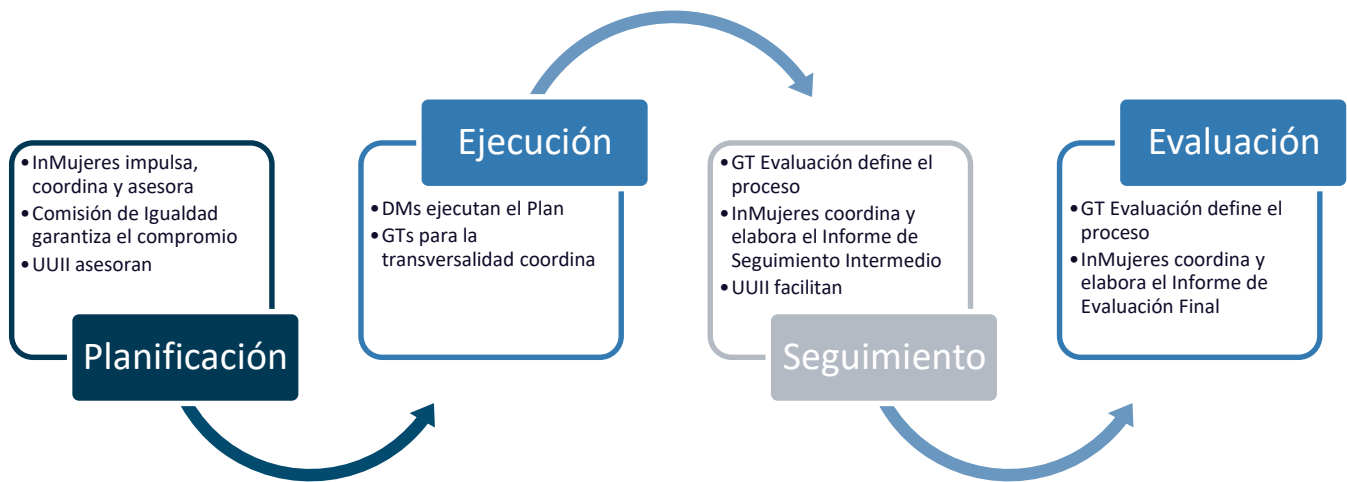 • InMujeres impulsa,
coordina y asesora
• Comisión de Igualdad
garantiza el compromio
• UUII asesoran
Planificación
Ejecución
• DMs ejecutan el Plan
• GTs para la
transversalidad coordina
• GT Evaluación define el
proceso
• InMujeres coordina y
elabora el Informe de
Seguimiento Intermedio
• UUII facilitan
Seguimiento
Evaluación
• GT Evaluación define el
proceso
• InMujeres coordina y
elabora el Informe de
Evaluación Final